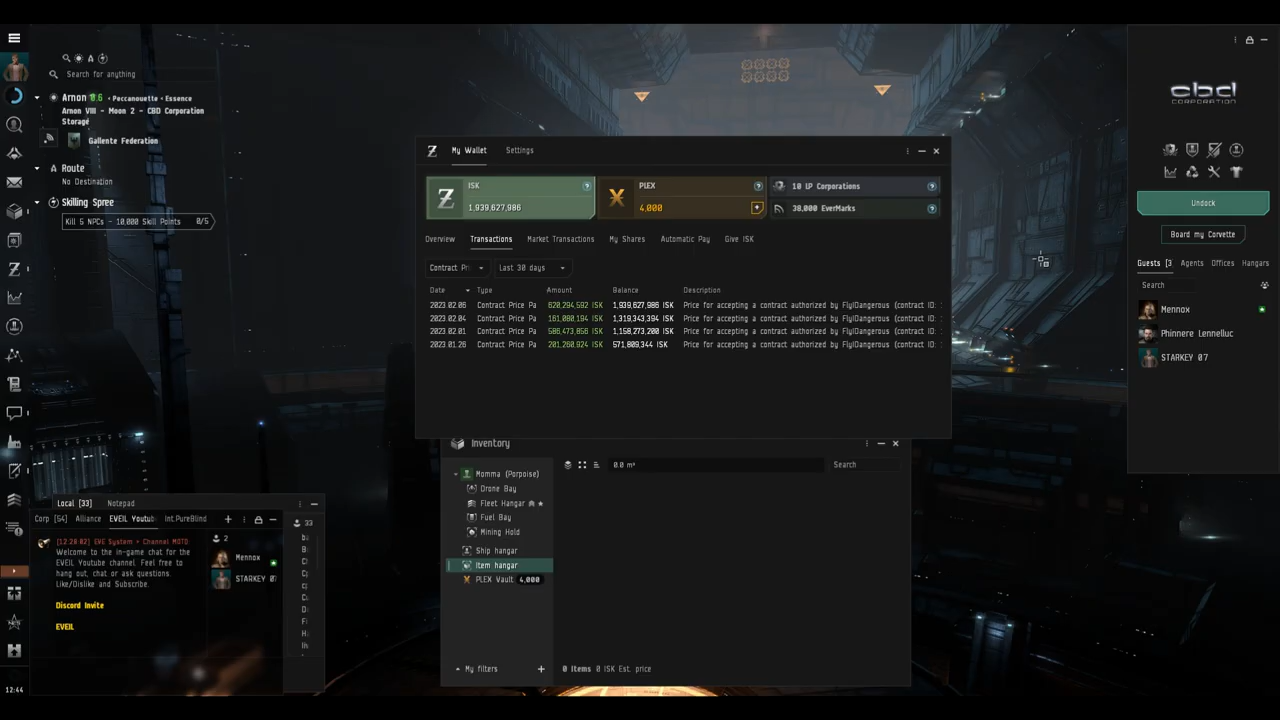 Search for anything
Arnon 0.6 • Peccanouette • Essence
Arnon VIII - Moon 2 - CBD Corporation
Storage
Gallente Federation
Route
No Destination
Skilling Spree
Kill 5 NPCs - 10,000 Skill Points 0/5
My Wallet Settings
ISK
1,939,627,986
PLEX
4,000
10 LP Corporations
38,000 EverMarks
Overview Transactions Market Transactions My Shares Automatic Pay Give ISK
Contract Pri Last 30 days
Date Type Amount Balance Description
2023.02.06 Contract Price Pa 620,294,592 ISK 1,939,627,986 ISK Price for accepting a contract authorized by FlyDangerous (contract ID:
2023.02.04 Contract Price Pa 161,080,194 ISK 1,319,343,394 ISK Price for accepting a contract authorized by FlyDangerous (contract ID:
2023.02.01 Contract Price Pa 586,473,856 ISK 1,158,273,200 ISK Price for accepting a contract authorized by FlyDangerous (contract ID:
2023.01.26 Contract Price Pa 201,260,924 ISK 571,809,344 ISK Price for accepting a contract authorized by FlyDangerous (contract ID:
Inventory
0.0 m³ Search
Momma (Porpoise)
Drone Bay
Fleet Hangar
Fuel Bay
Mining Hold
Ship hangar
Item hangar
PLEX Vault 4,000
My filters
0 Items 0 ISK Est. price
cbd
CORPORATION
Undock
Board my Corvette
Guests [3 Agents Offices Hangars
Search
Mennox
Phinnere Lennelluc
STARKEY 07
Local [33] Notepad
Corp [54] Alliance EVEIL Youtub Int.PureBlind
33
2
[12:28:02] EVE System > Channel MOTD:
Welcome to the in-game chat for the
EVEIL Youtube channel. Feel free to
hang out, chat or ask questions.
Like/Dislike and Subscribe.
Discord Invite
EVEIL
Mennox
STARKEY 07
12:44